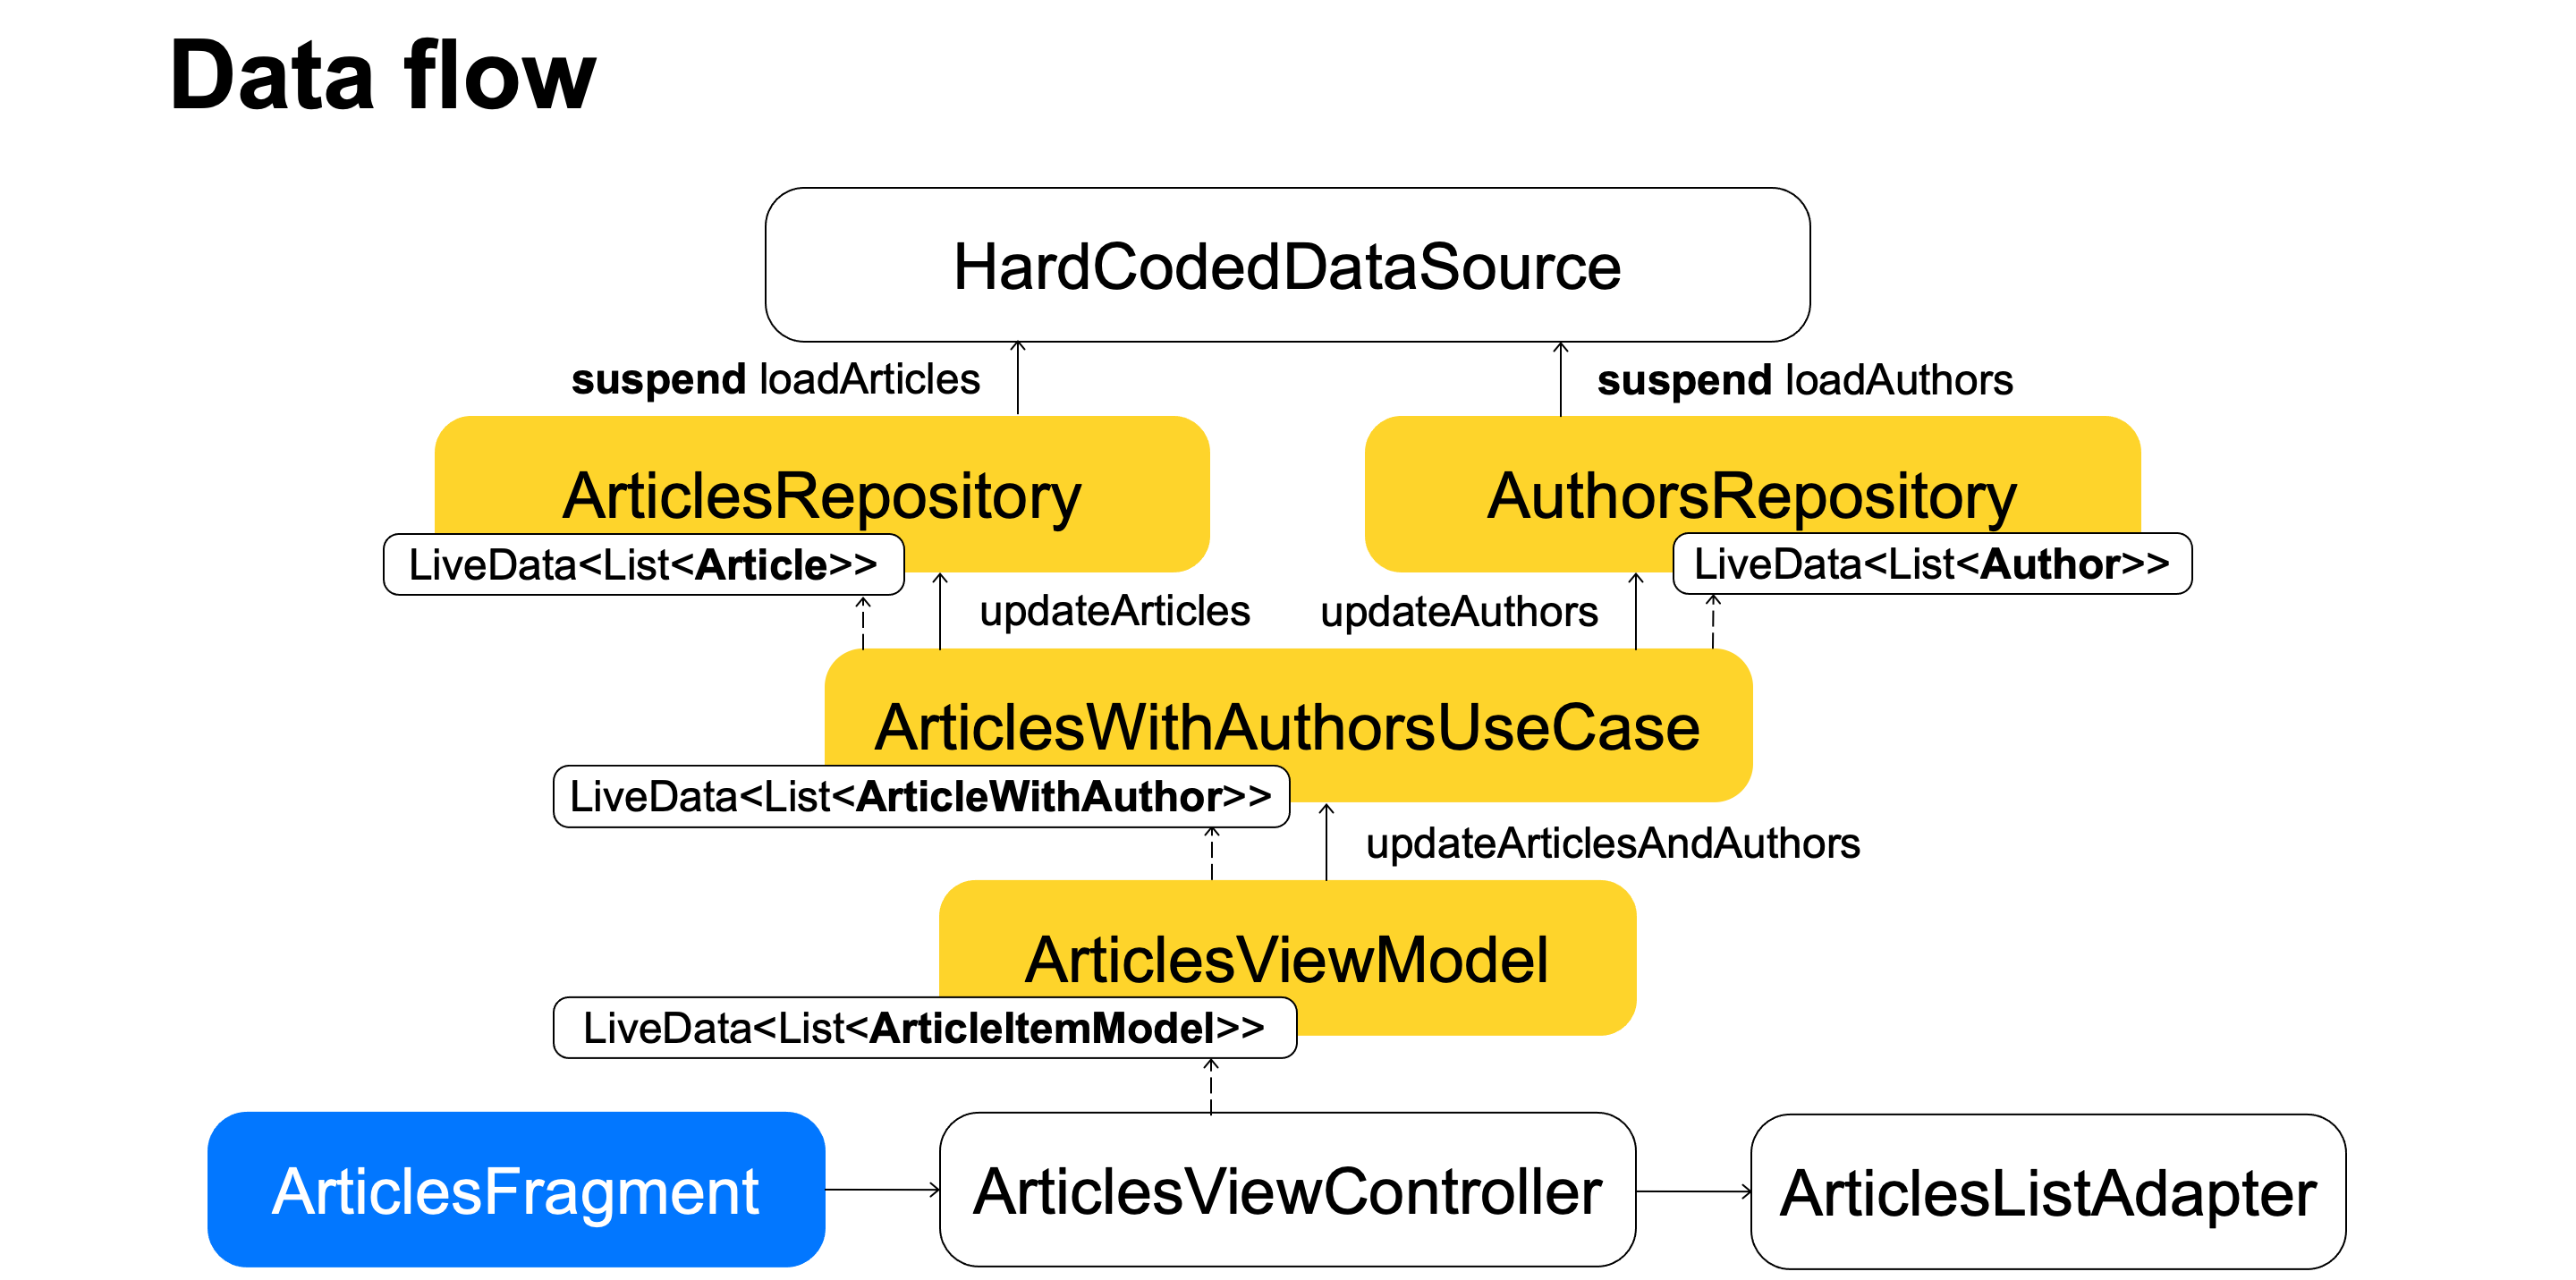 Data flow
HardCodedDataSource
suspend loadArticles
suspend loadAuthors
ArticlesRepository
AuthorsRepository
LiveData<List<Article>>
LiveData<List<Author>>
updateArticles
updateAuthors
ArticlesWithAuthorsUseCase
LiveData<List<ArticleWithAuthor>>
updateArticlesAndAuthors
ArticlesViewModel
LiveData<List<ArticleItemModel>>
ArticlesFragment
ArticlesViewController
ArticlesListAdapter